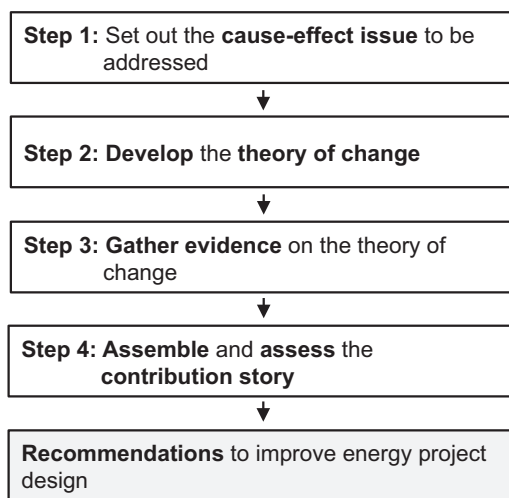 Step 1: Set out the cause-effect issue to be
addressed
Step 2: Develop the theory of change
Step 3: Gather evidence on the theory of
change
Step 4: Assemble and assess the
contribution story
Recommendations to improve energy project
design